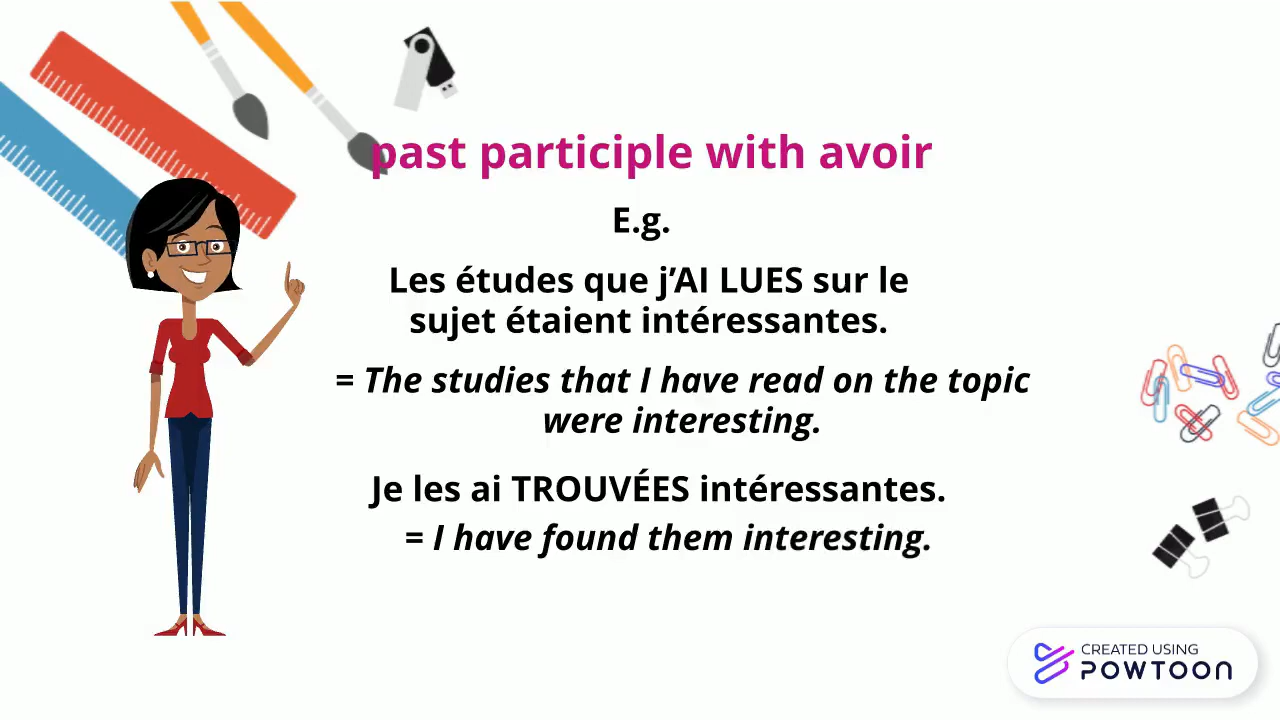 past participle with avoir
E.g.
Les études que j’AI LUES sur le
sujet étaient intéressantes.
= The studies that I have read on the topic
were interesting.
Je les ai TROUVÉES intéressantes.
= I have found them interesting.
CREATED USING
POWTOON